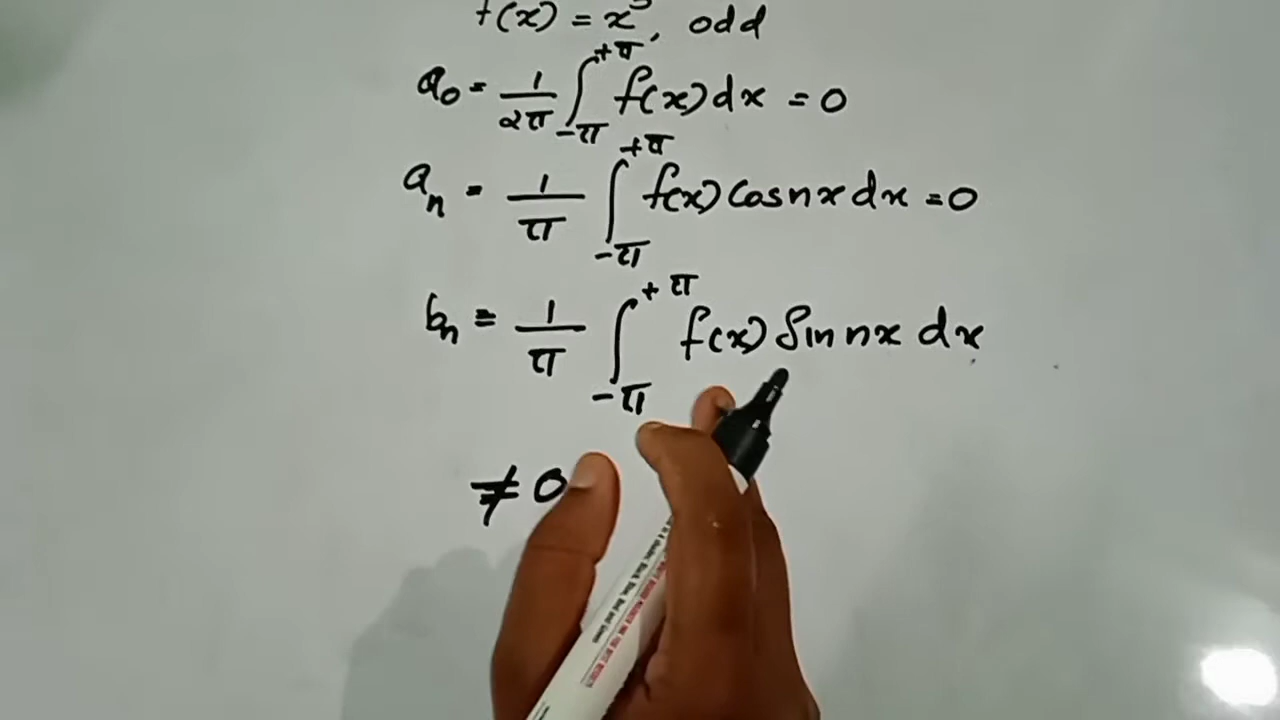 f(x) = x³, odd
a₀ = 1/2π ∫₋π^+π f(x) dx = 0
aₙ = 1/π ∫₋π^+π f(x) cos nx dx = 0
bₙ = 1/π ∫₋π^+π f(x) Sin nx dx
≠ 0